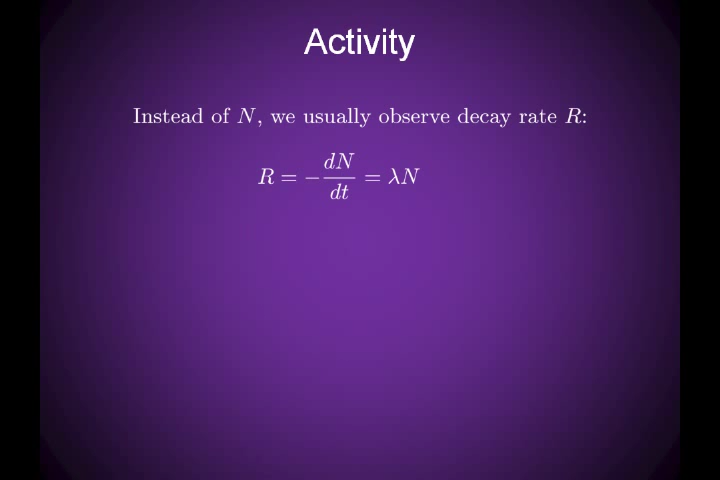 Activity
Instead of N, we usually observe decay rate R:
R = −dN/dt = λN